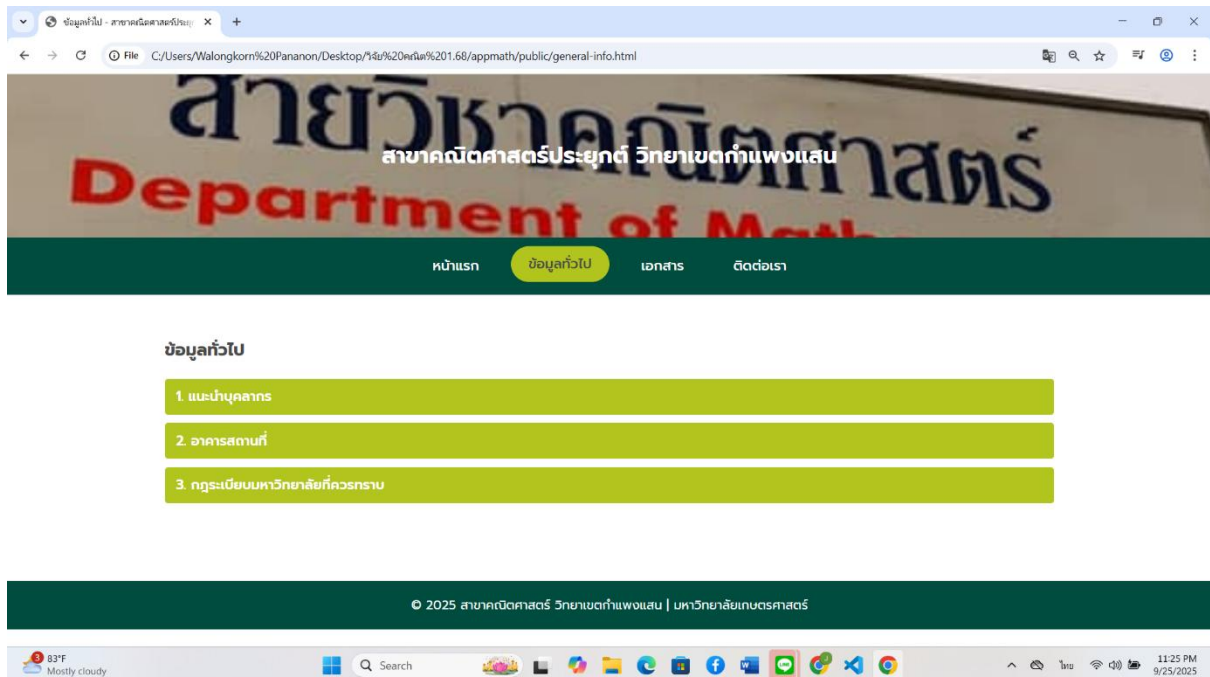 ข้อมูลทั่วไป - สาขาคณิตศาสตร์ประยุก
File C:/Users/Walongkorn%20Pananon/Desktop/วิจัย%20คณิต%201.68/appmath/public/general-info.html
สายวิชาคณิตศาสตร์
สาขาคณิตศาสตร์ประยุกต์ วิทยาเขตกำแพงแสน
Department of Math
หน้าแรก ข้อมูลทั่วไป เอกสาร ติดต่อเรา
ข้อมูลทั่วไป
1. แนะนำบุคลากร
2. อาคารสถานที่
3. กฎระเบียบมหาวิทยาลัยที่ควรทราบ
© 2025 สาขาคณิตศาสตร์ วิทยาเขตกำแพงแสน | มหาวิทยาลัยเกษตรศาสตร์
3 83°F
Mostly cloudy
Search
ไทย
11:25 PM
9/25/2025